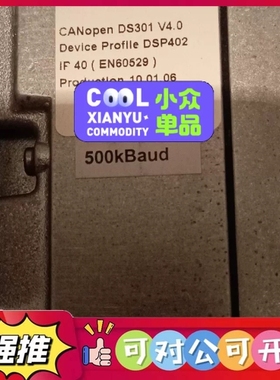 CANopen DS301 V4.0
Device Profile DSP402
IF 40 ( EN60529 )
Production 10.01.06
COOL
小众
XIANYU
单品
500kBaud
强推
可对公可开